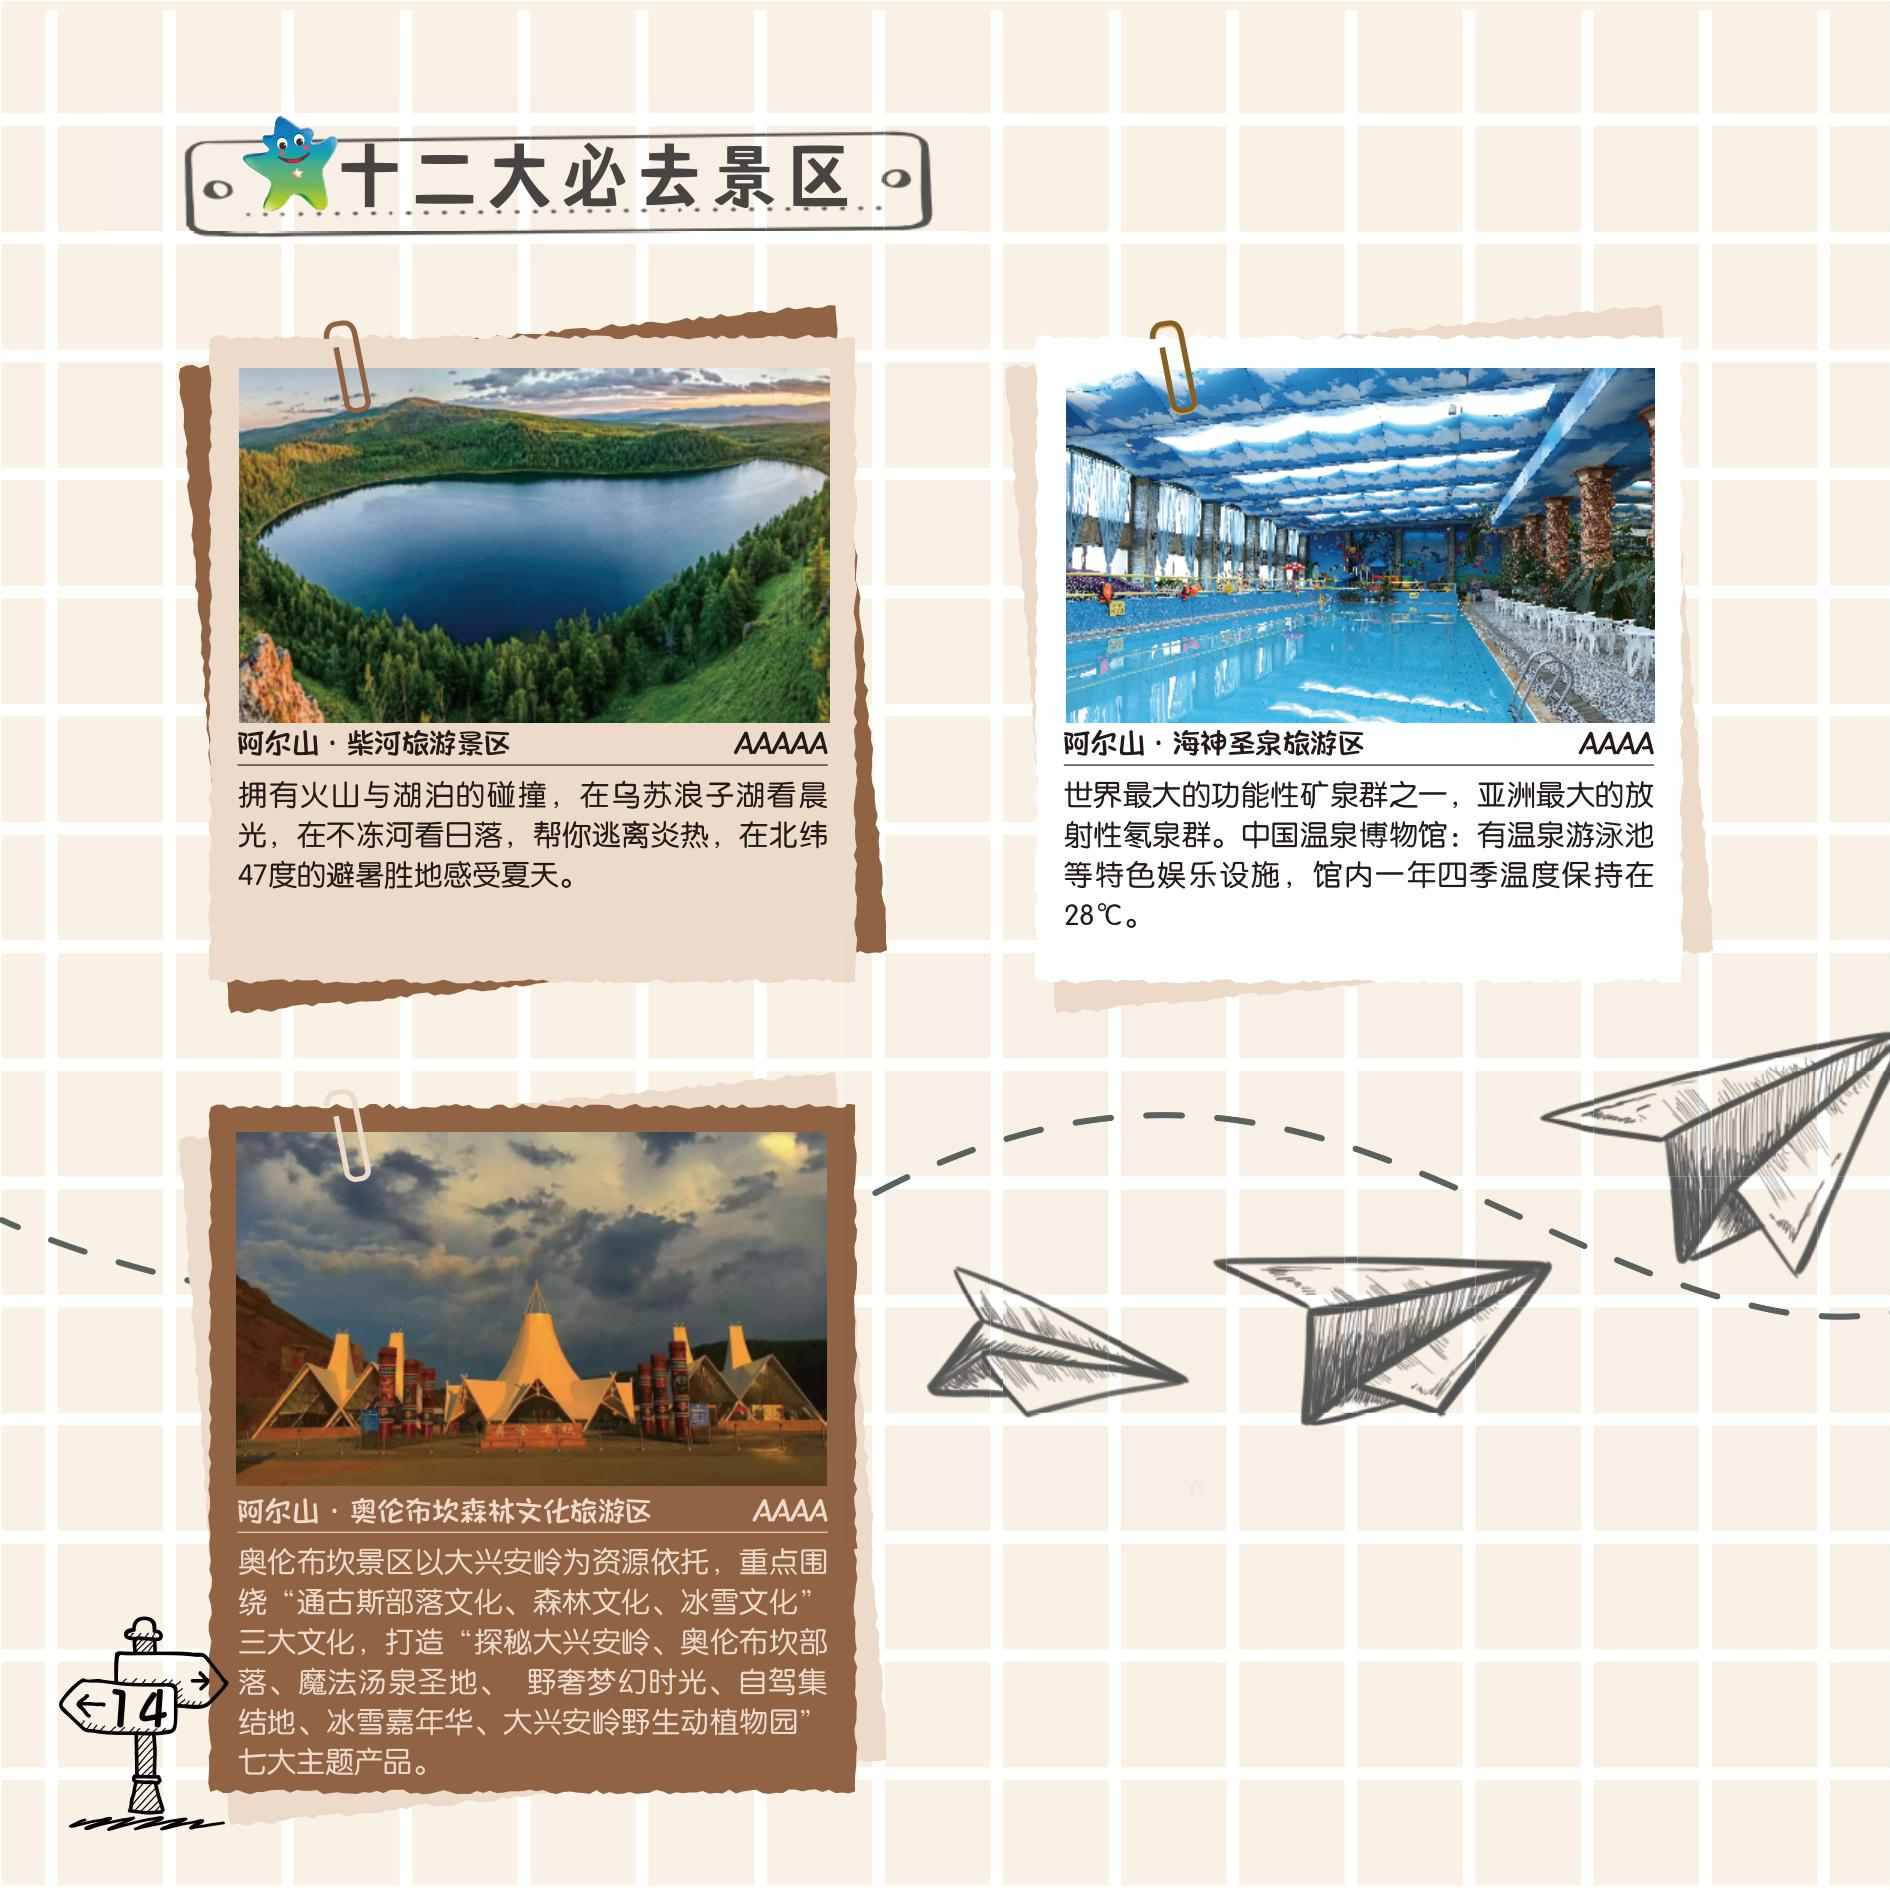 十二大必去景区
阿尔山·柴河旅游景区 AAAAA
拥有火山与湖泊的碰撞，在乌苏浪子湖看晨
光，在不冻河看日落，帮你逃离炎热，在北纬
47度的避暑胜地感受夏天。
阿尔山·海神圣泉旅游区 AAAA
世界最大的功能性矿泉群之一，亚洲最大的放
射性氡泉群。中国温泉博物馆：有温泉游泳池
等特色娱乐设施，馆内一年四季温度保持在
28℃。
奥伦布坎
阿尔山·奥伦布坎森林文化旅游区 AAAA
奥伦布坎景区以大兴安岭为资源依托，重点围
绕“通古斯部落文化、森林文化、冰雪文化”
三大文化，打造“探秘大兴安岭、奥伦布坎部
落、魔法汤泉圣地、 野奢梦幻时光、自驾集
结地、冰雪嘉年华、大兴安岭野生动植物园”
七大主题产品。
14